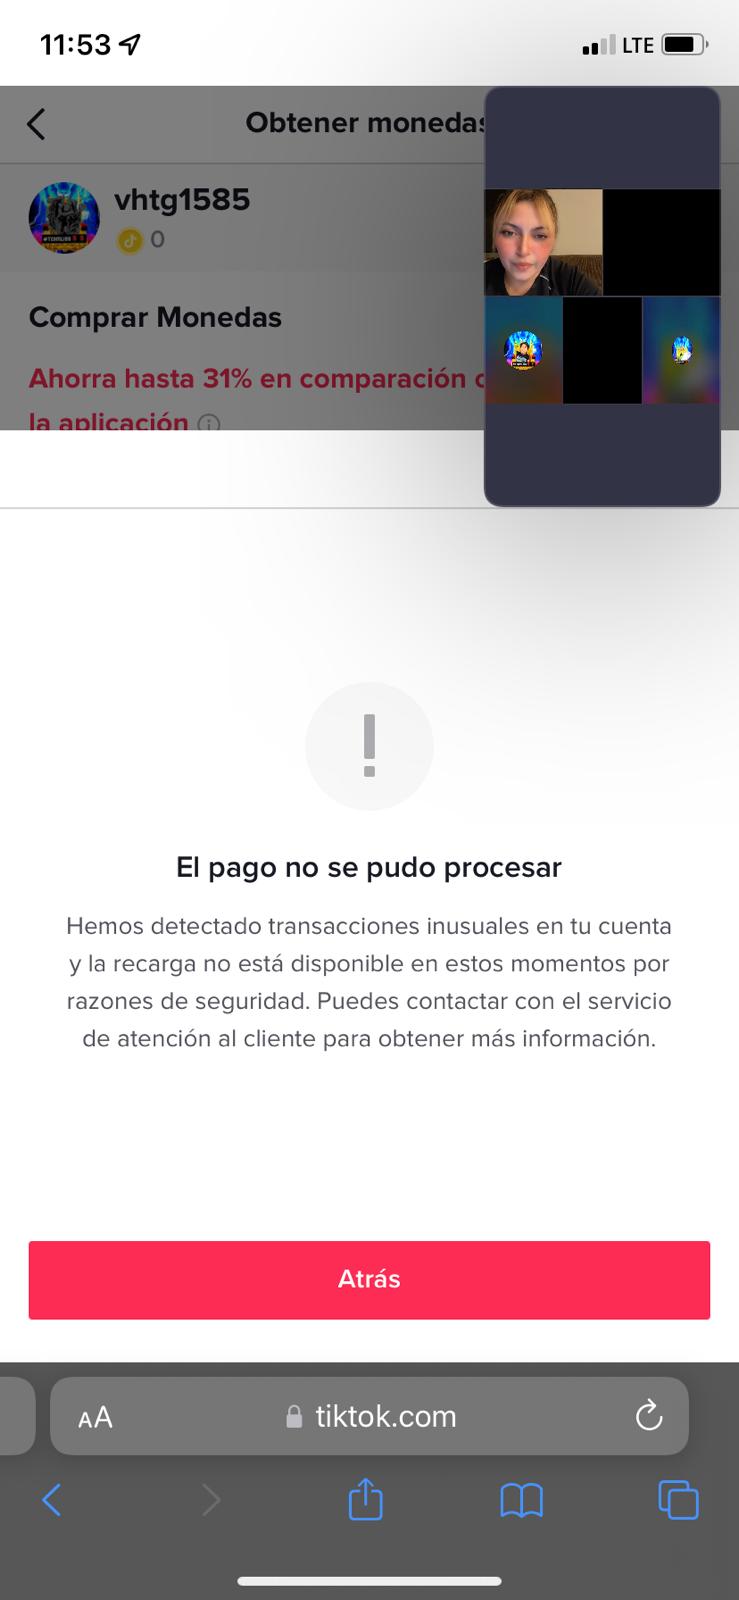 11:53
LTE
Obtener monedas
vhtg1585
0
Comprar Monedas
Ahorra hasta 31% en comparación
la aplicación
El pago no se pudo procesar
Hemos detectado transacciones inusuales en tu cuenta
y la recarga no está disponible en estos momentos por
razones de seguridad. Puedes contactar con el servicio
de atención al cliente para obtener más información.
Atrás
AA
tiktok.com